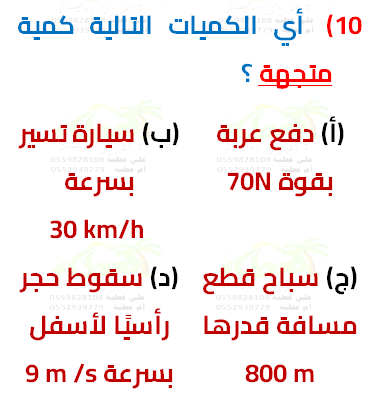 10) أي الكميات التالية كمية
متجهة ؟
(أ) دفع عربة
بقوة 70N
(ب) سيارة تسير
بسرعة
30 km/h
(ج) سباح قطع
مسافة قدرها
800 m
(د) سقوط حجر
رأسيًا لأسفل
بسرعة 9 m /s